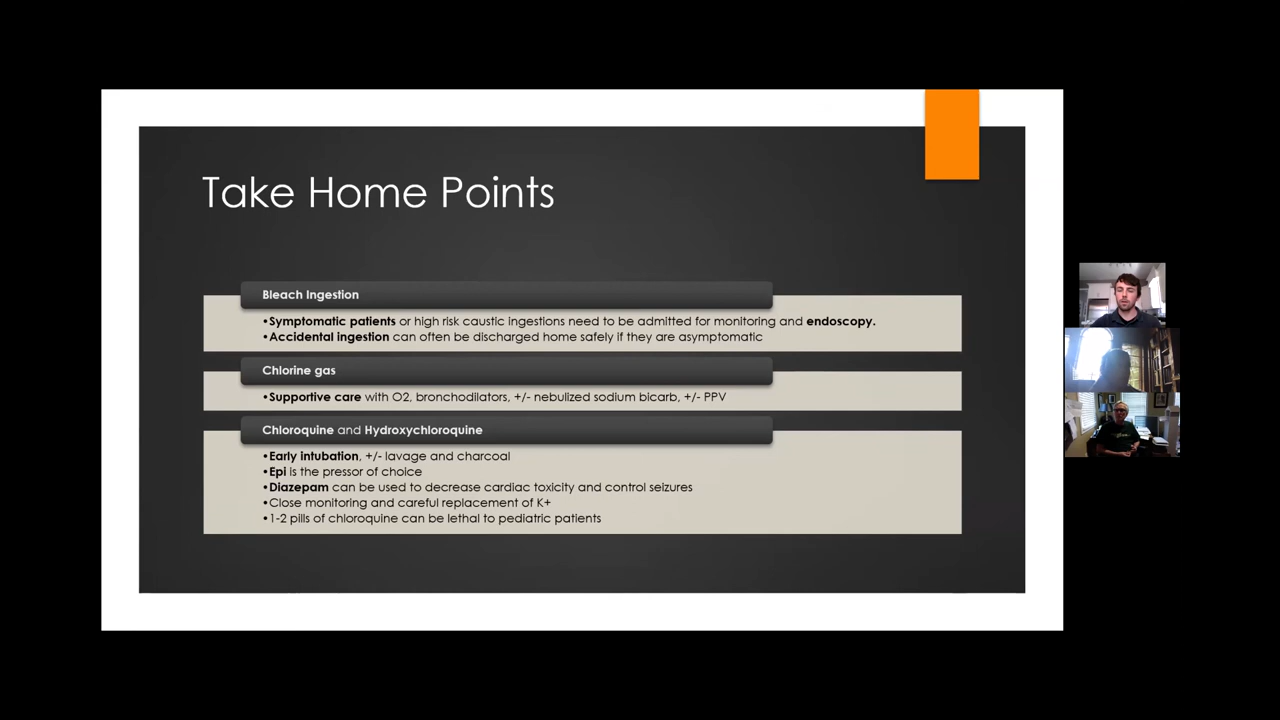 Take Home Points
Bleach Ingestion
•Symptomatic patients or high risk caustic ingestions need to be admitted for monitoring and endoscopy.
•Accidental ingestion can often be discharged home safely if they are asymptomatic
Chlorine gas
•Supportive care with O2, bronchodilators, +/- nebulized sodium bicarb, +/- PPV
Chloroquine and Hydroxychloroquine
•Early intubation, +/- lavage and charcoal
•Epi is the pressor of choice
•Diazepam can be used to decrease cardiac toxicity and control seizures
•Close monitoring and careful replacement of K+
•1-2 pills of chloroquine can be lethal to pediatric patients